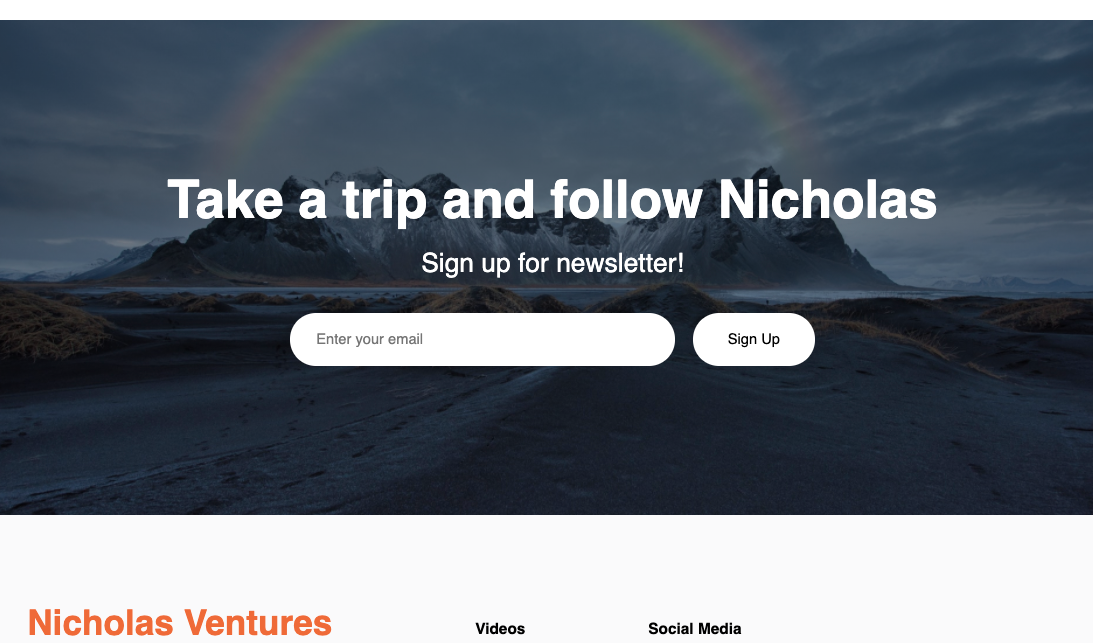 Take a trip and follow Nicholas
Sign up for newsletter!
Enter your email
Sign Up
Nicholas Ventures
Videos
Social Media